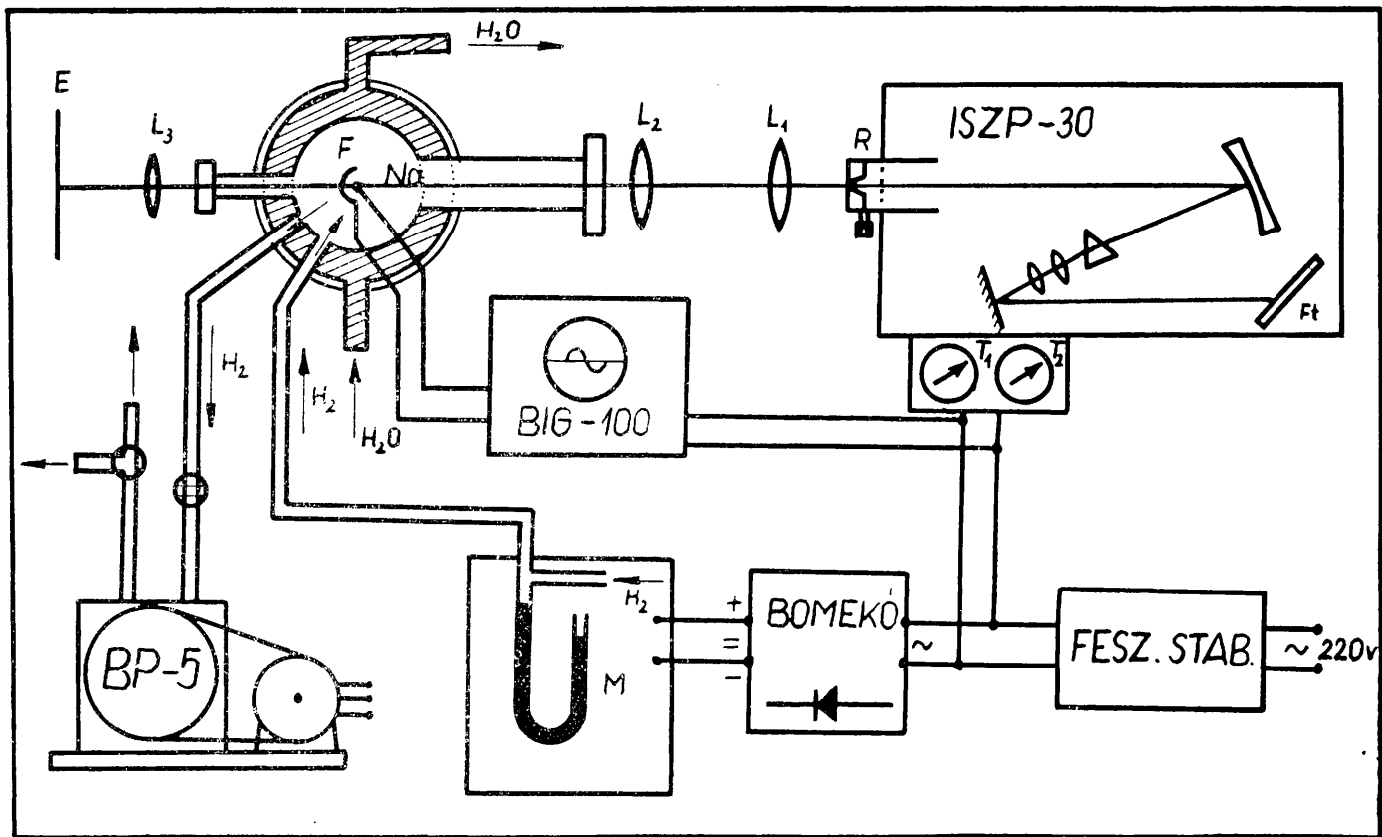 H₂O
E
L₃
F
Na
L₂
L₁
R
ISZP-30
Ft
T₁
T₂
H₂
H₂
H₂O
BIG-100
BP-5
H₂
M
+
=
−
BOMEKÓ
~
FESZ. STAB.
~ 220v